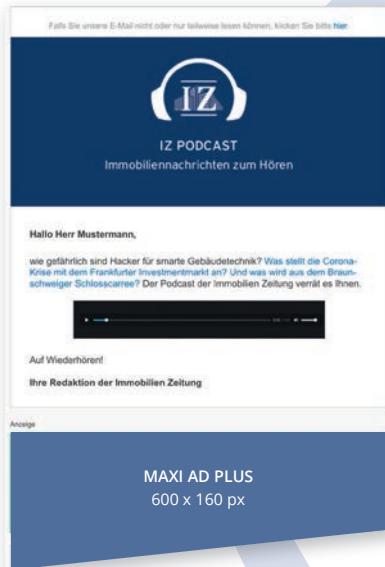 Falls Sie unsere E-Mail nicht oder nur teilweise lesen können, klicken Sie bitte hier.
IZ
IZ PODCAST
Immobiliennachrichten zum Hören
Hallo Herr Mustermann,
wie gefährlich sind Hacker für smarte Gebäudetechnik? Was stellt die Corona-
Krise mit dem Frankfurter Investmentmarkt an? Und was wird aus dem Braun-
schweiger Schlosscarree? Der Podcast der Immobilien Zeitung verrät es Ihnen.
Auf Wiederhören!
Ihre Redaktion der Immobilien Zeitung
Anzeige
MAXI AD PLUS
600 x 160 px